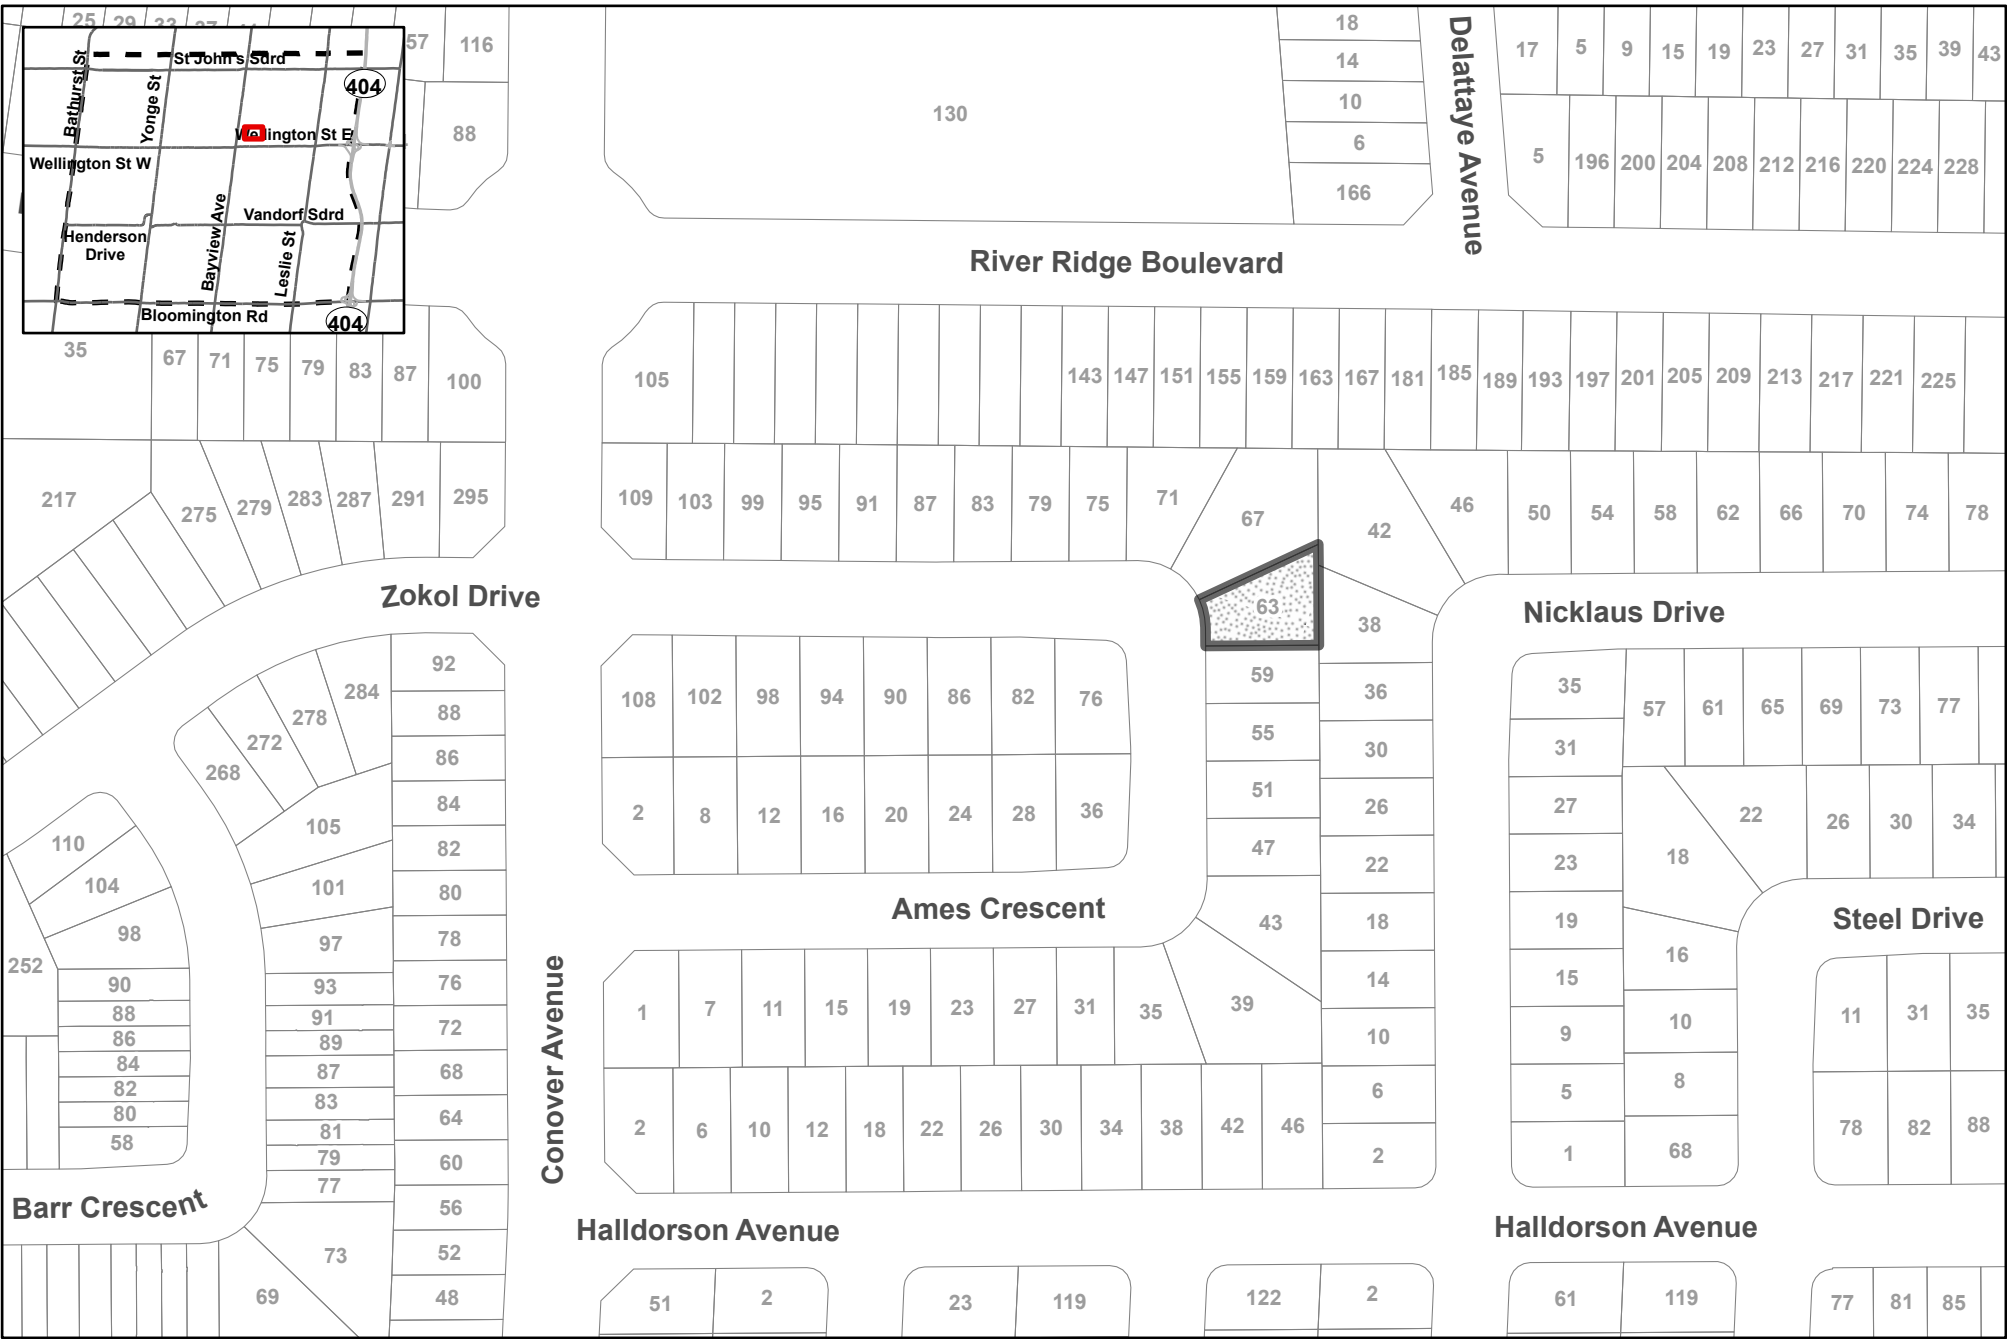 25 29 33 27 11
57 116
18
17 5 9 15 19 23 27 31 35 39 43
14
10
6
166
130
88
5 196 200 204 208 212 216 220 224 228
Delattaye Avenue
St John's Sdrd
404
Bathurst St
Yonge St
Wellington St E
Wellington St W
Vandorf Sdrd
Henderson
Drive
Bayview Ave
Leslie St
Bloomington Rd
404
River Ridge Boulevard
35 67 71 75 79 83 87 100
105 143 147 151 155 159 163 167 181 185 189 193 197 201 205 209 213 217 221 225
217 275 279 283 287 291 295
109 103 99 95 91 87 83 79 75 71 67 42 46 50 54 58 62 66 70 74 78
Zokol Drive
63
38
Nicklaus Drive
92
88
86
84
82
80
78
76
72
68
64
60
56
52
48
284
278
272
268
105
101
97
93
91
89
87
83
81
79
77
73
69
110
104
98
252
90
88
86
84
82
80
58
Barr Crescent
Conover Avenue
108 102 98 94 90 86 82 76
2 8 12 16 20 24 28 36
59
55
51
47
43
39
36
30
26
22
18
14
10
6
2
Ames Crescent
1 7 11 15 19 23 27 31 35
2 6 10 12 18 22 26 30 34 38 42 46
35
31
27
23
19
15
9
5
1
57 61 65 69 73 77
22 26 30 34
18
16
10
8
68
Steel Drive
11 31 35
78 82 88
Halldorson Avenue
Halldorson Avenue
51 2 23 119 122 2 61 119 77 81 85